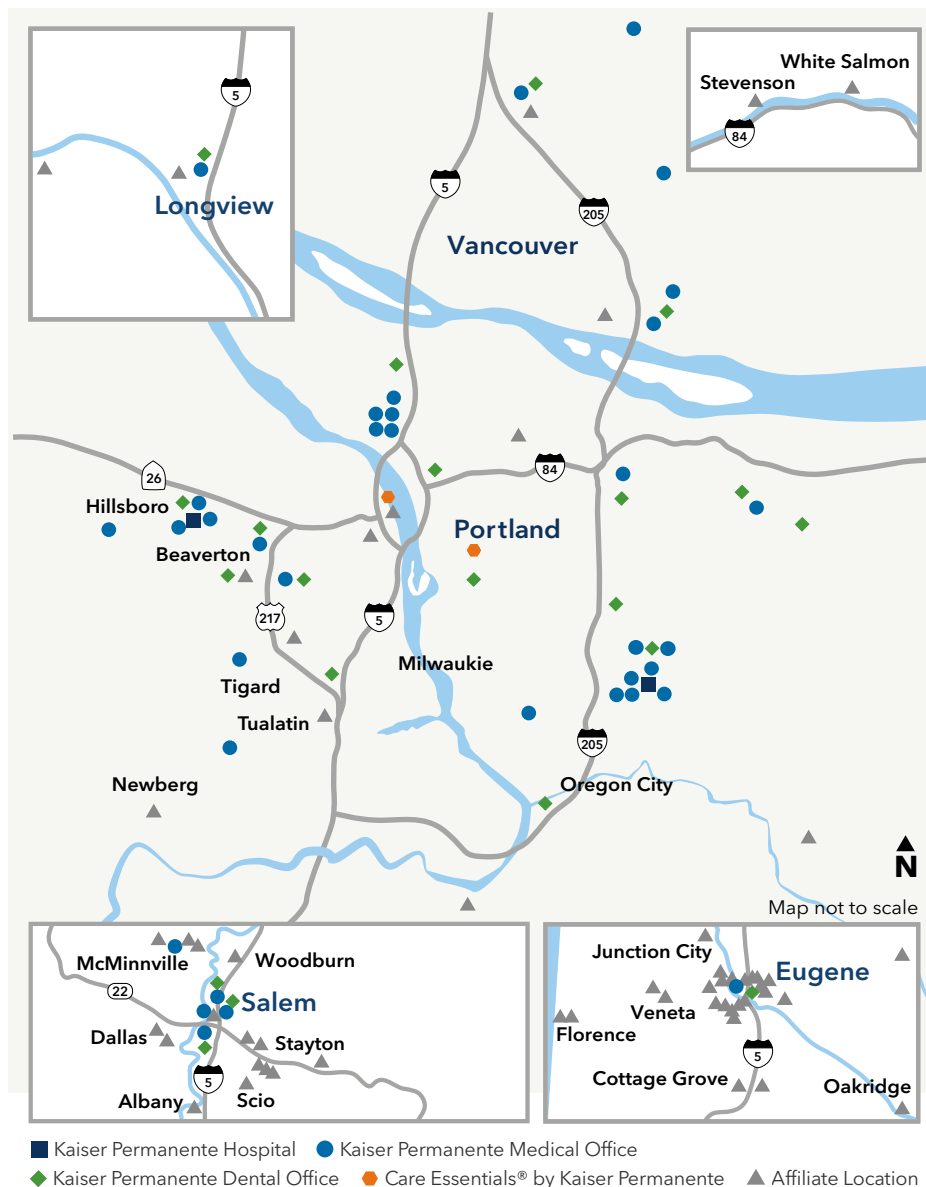 5
Longview
White Salmon
Stevenson
84
5
205
Vancouver
26
84
Hillsboro
Portland
Beaverton
217
5
Milwaukie
Tigard
Tualatin
205
Newberg
Oregon City
N
Map not to scale
McMinnville
Woodburn
22
Salem
Dallas
Stayton
5
Albany
Scio
Junction City
Eugene
Veneta
Florence
5
Cottage Grove
Oakridge
Kaiser Permanente Hospital
Kaiser Permanente Medical Office
Kaiser Permanente Dental Office
Care Essentials® by Kaiser Permanente
Affiliate Location